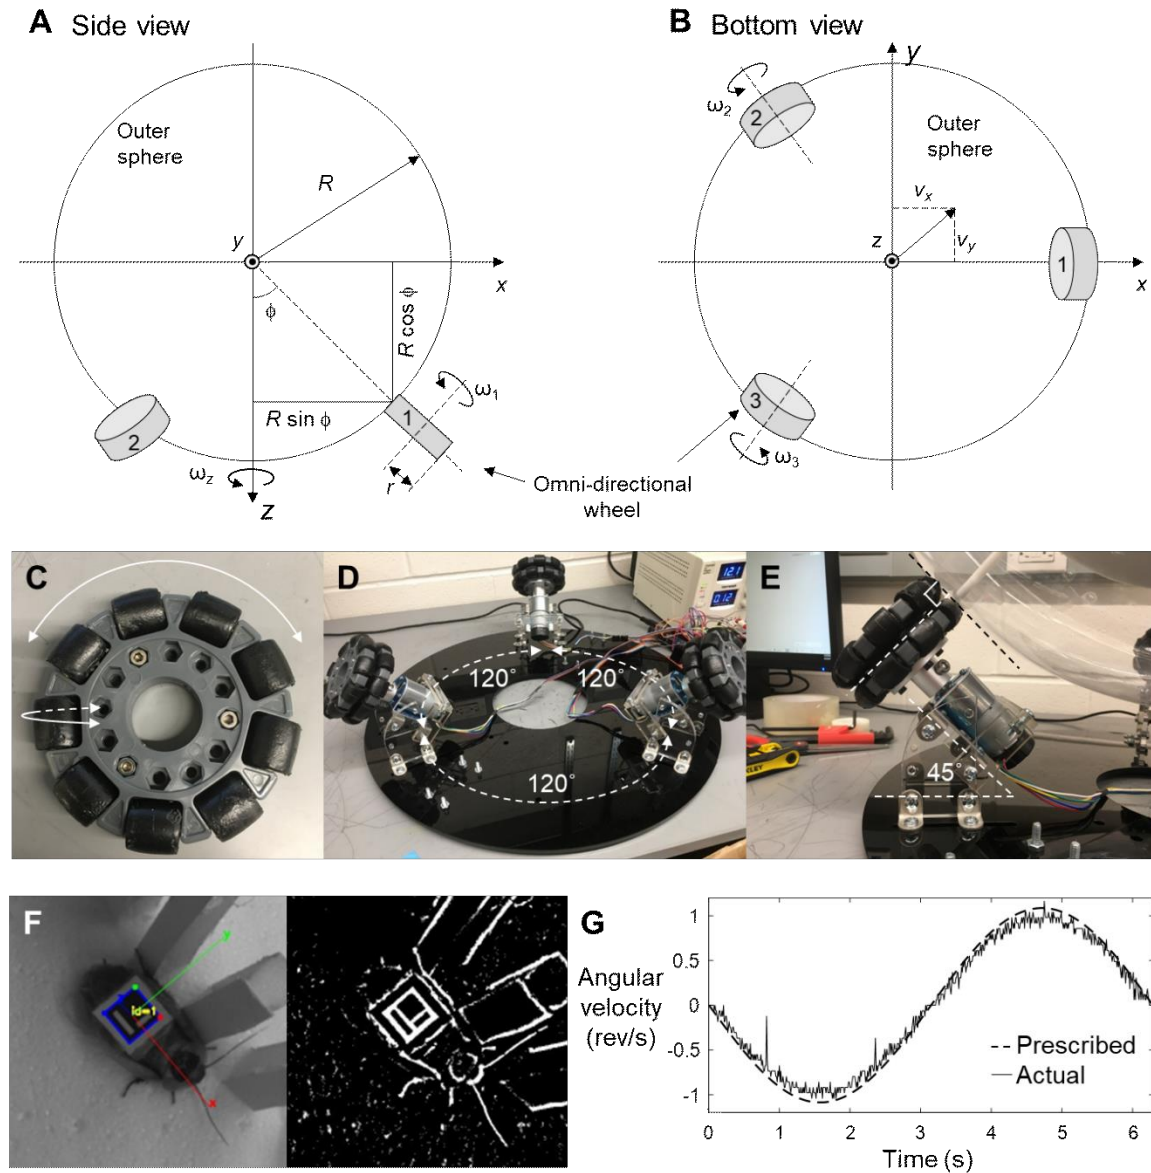 A Side view
B Bottom view
Outer
sphere
R
y
x
ϕ
R cos ϕ
R sin ϕ
1
2
ω1
ωz
r
z
y
ω2
2
Outer
sphere
vx
vy
z
1
x
3
ω3
Omni-directional
wheel
C
D
120°
120°
120°
E
45°
F
y
id=1
x
G
Angular
velocity
(rev/s)
1
0.5
0
-0.5
-1
Prescribed
Actual
0 1 2 3 4 5 6
Time (s)